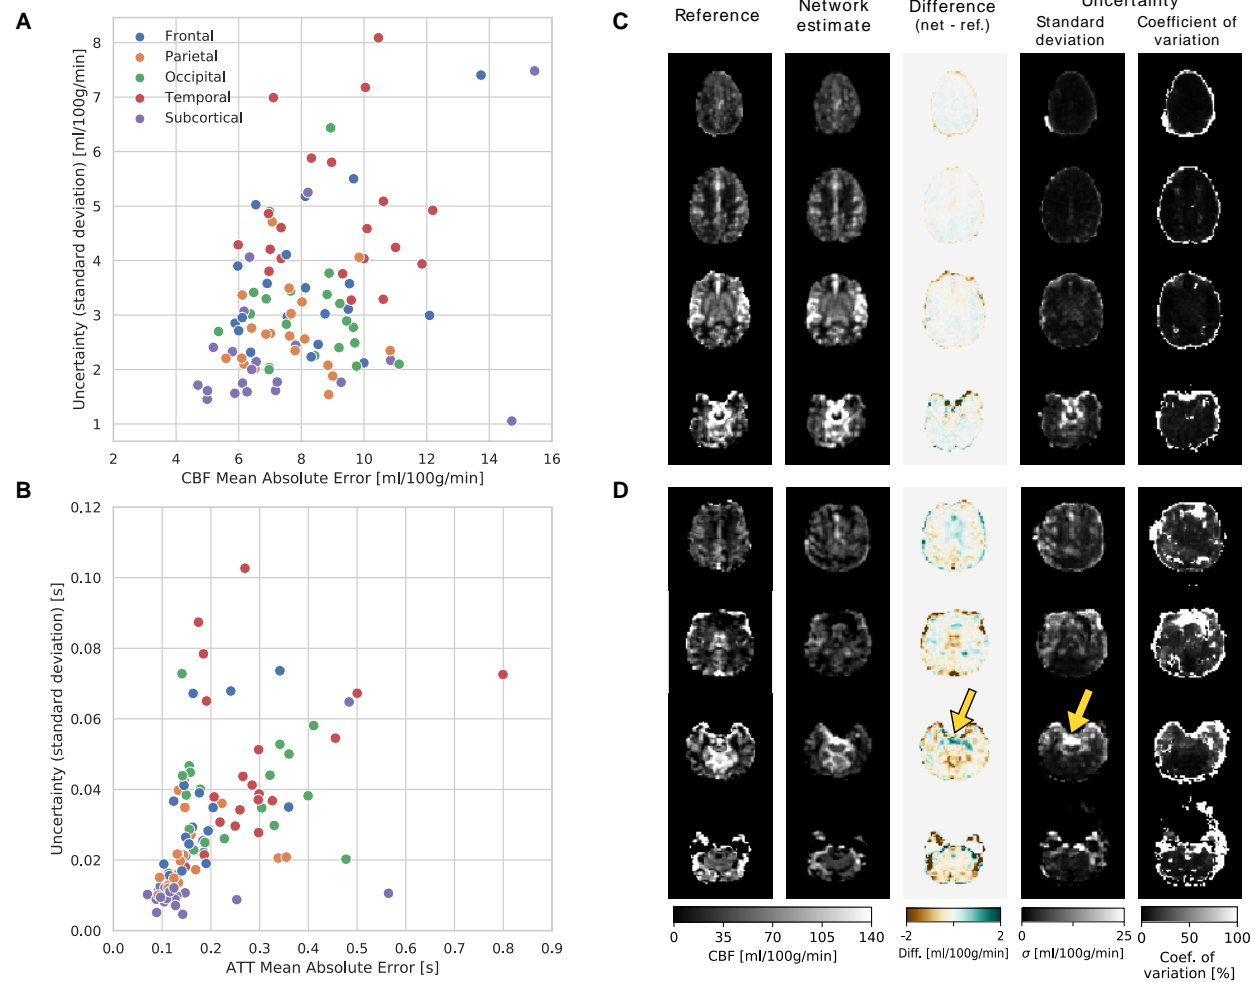 A
Frontal
Parietal
Occipital
Temporal
Subcortical
8
7
6
5
4
3
2
1
Uncertainty (standard deviation) [ml/100g/min]
2 4 6 8 10 12 14 16
CBF Mean Absolute Error [ml/100g/min]
B
0.12
0.10
0.08
0.06
0.04
0.02
0.00
Uncertainty (standard deviation) [s]
0.0 0.1 0.2 0.3 0.4 0.5 0.6 0.7 0.8 0.9
ATT Mean Absolute Error [s]
C
Reference
Network
estimate
Difference
(net - ref.)
Uncertainty
Standard
deviation
Coefficient of
variation
D
0 35 70 105 140
CBF [ml/100g/min]
-2 2
Diff. [ml/100g/min]
0 25
σ [ml/100g/min]
0 50 100
Coef. of
variation [%]